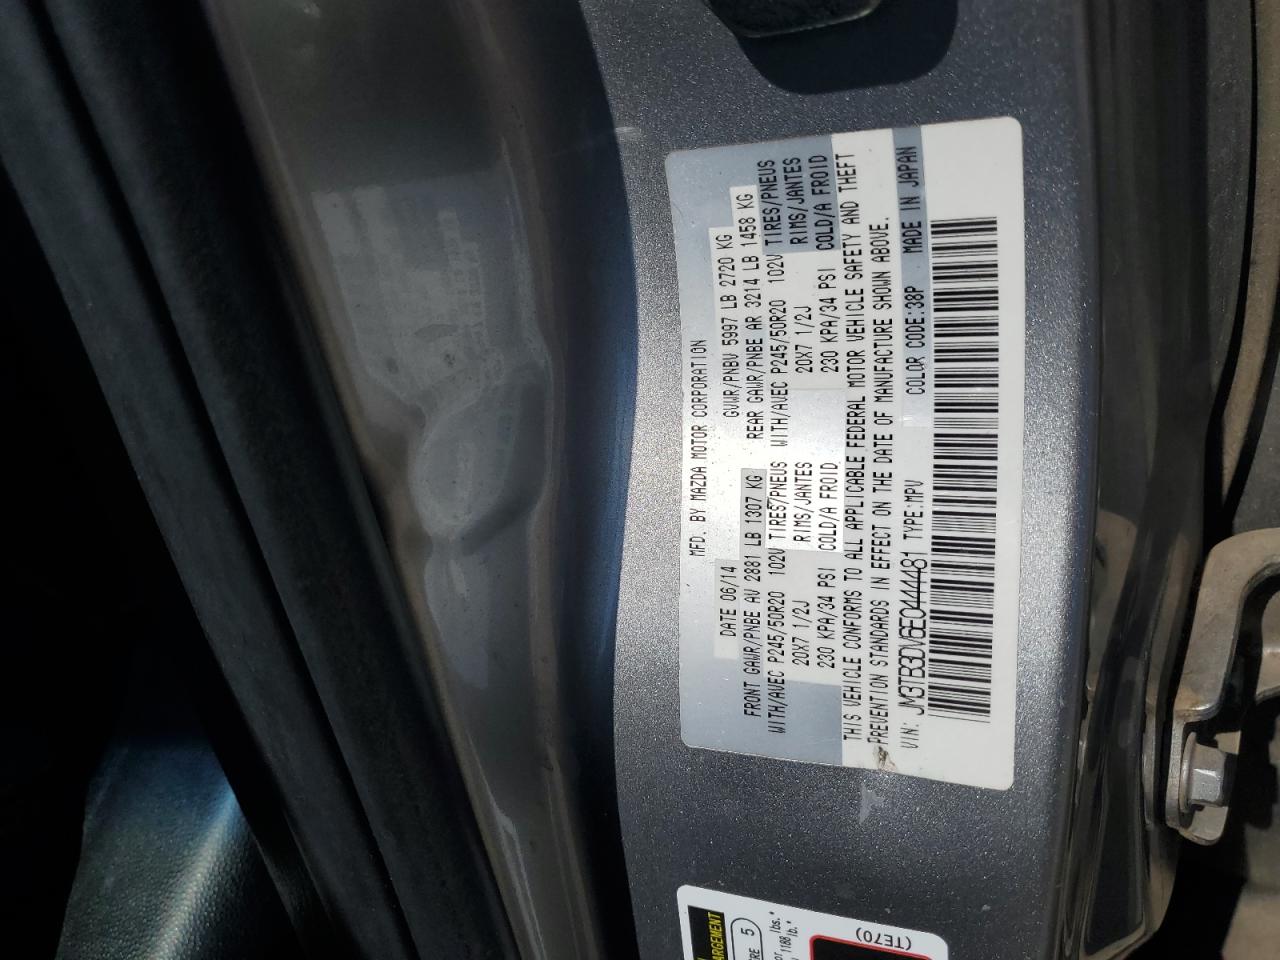 MFD. BY MAZDA MOTOR CORPORATION
DATE 06/14 GVWR/PNBV 5997 LB 2720 KG
FRONT GAWR/PNBE AV 2881 LB 1307 KG REAR GAWR/PNBE AR 3214 LB 1458 KG
WITH/AVEC P245/50R20 102V TIRES/PNEUS WITH/AVEC P245/50R20 102V TIRES/PNEUS
20X7 1/2J RIMS/JANTES 20X7 1/2J RIMS/JANTES
230 KPA/34 PSI COLD/A FROID 230 KPA/34 PSI COLD/A FROID
THIS VEHICLE CONFORMS TO ALL APPLICABLE FEDERAL MOTOR VEHICLE SAFETY AND THEFT
PREVENTION STANDARDS IN EFFECT ON THE DATE OF MANUFACTURE SHOWN ABOVE.
VIN: JM3TB3DV6E0444481 TYPE:MPV COLOR CODE:38P MADE IN JAPAN
5
lbs.*
1188 lb.*
(TE70)